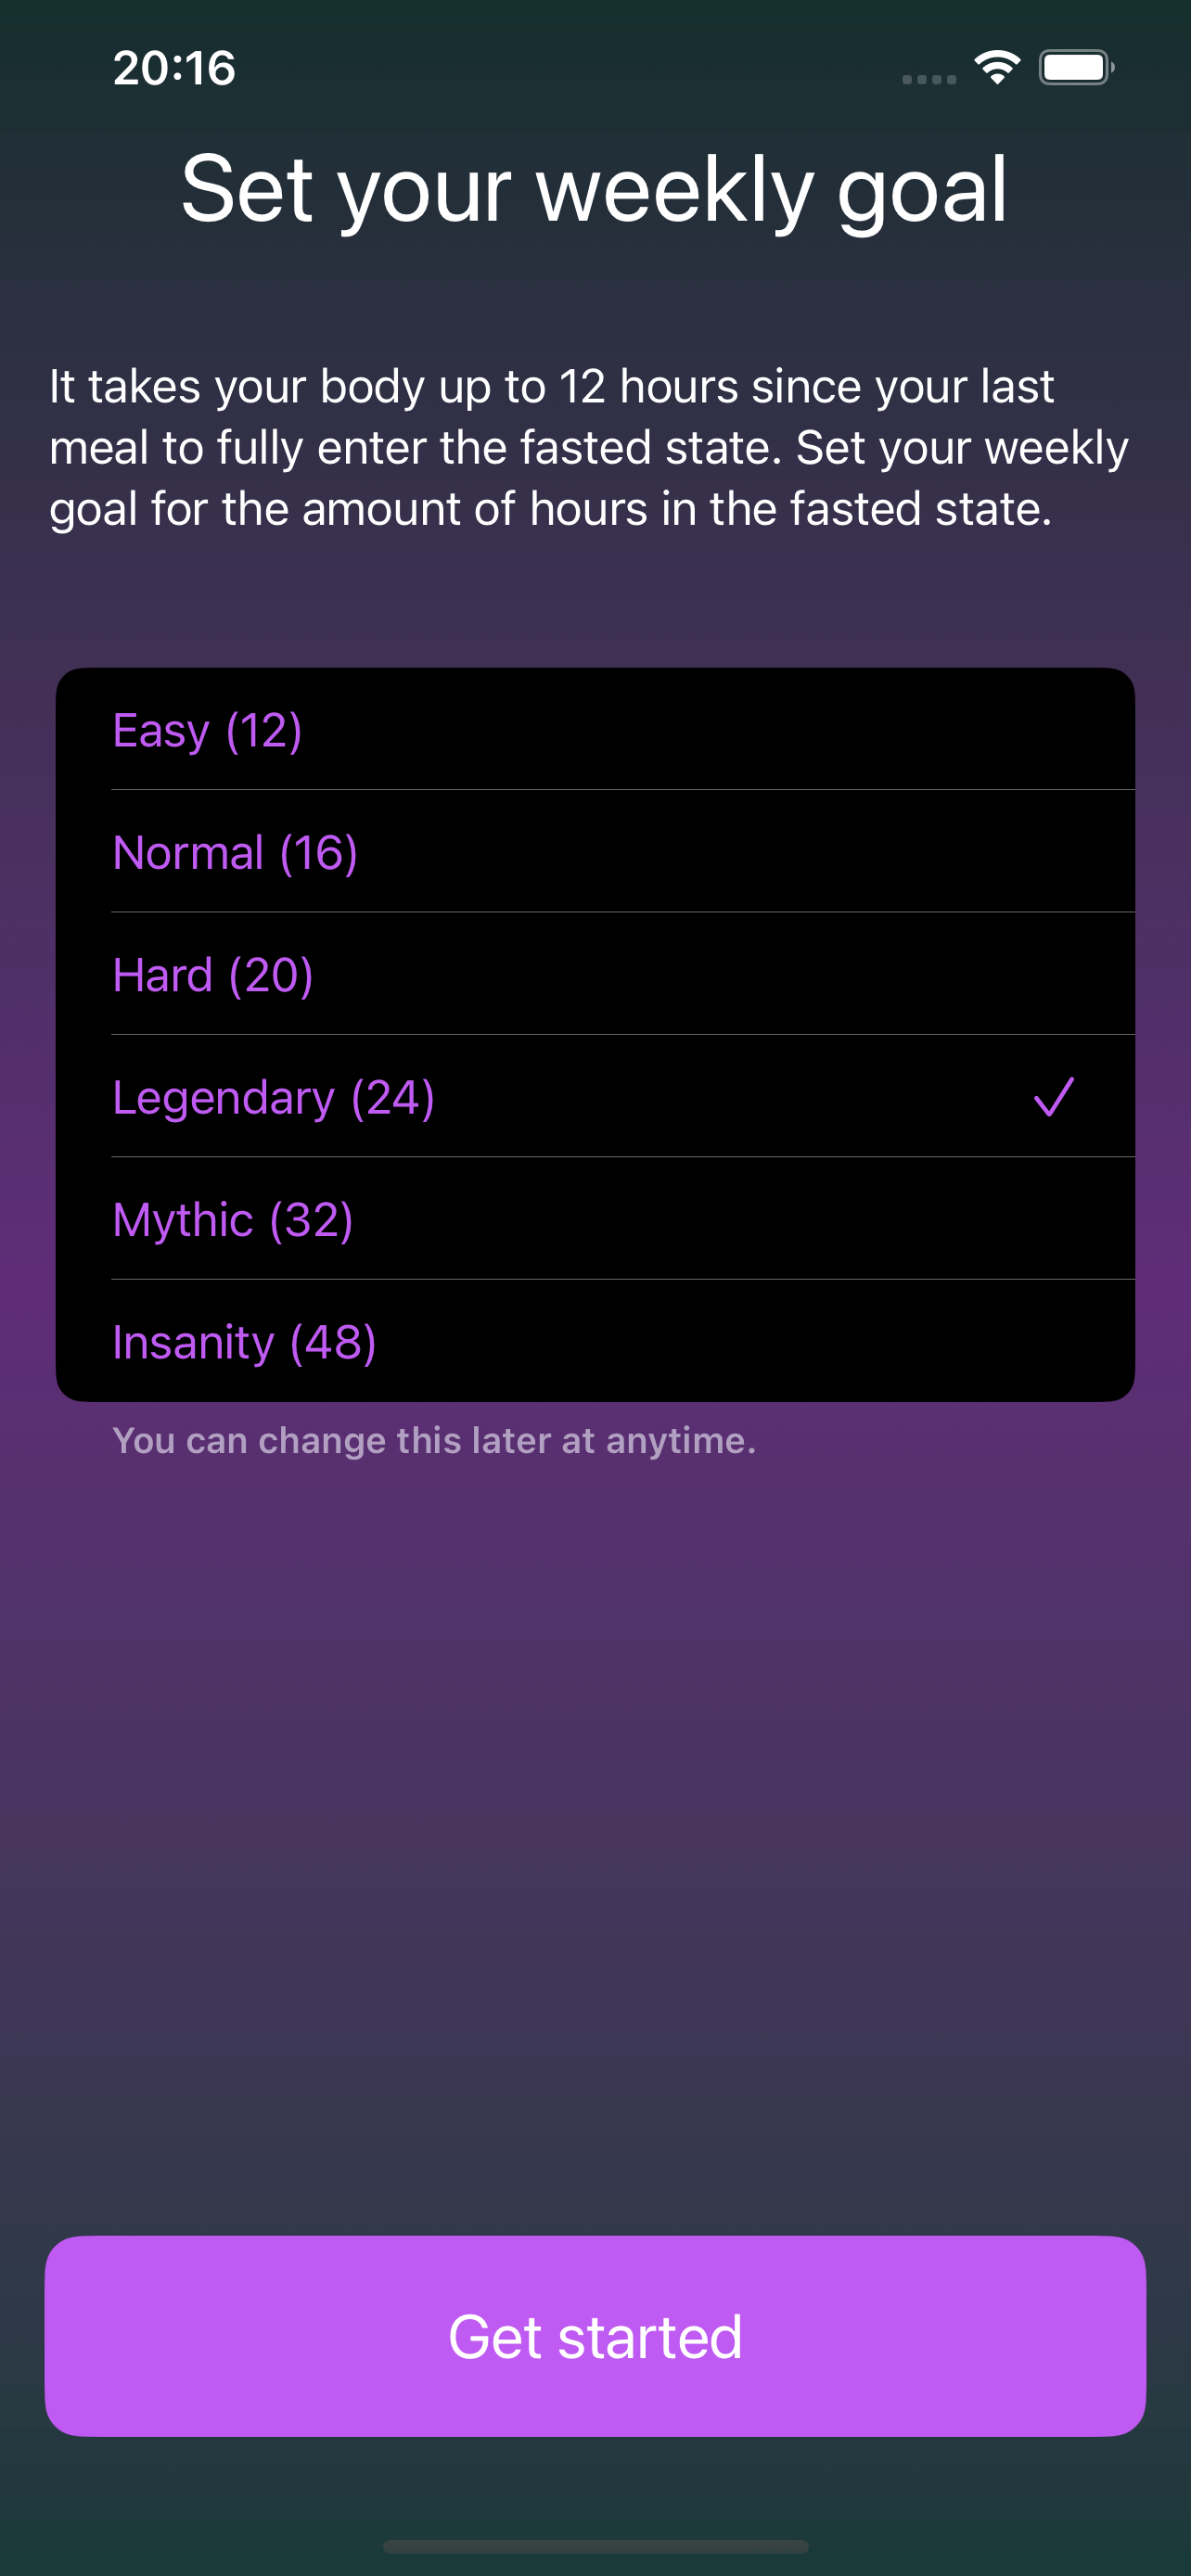 20:16
Set your weekly goal
It takes your body up to 12 hours since your last
meal to fully enter the fasted state. Set your weekly
goal for the amount of hours in the fasted state.
Easy (12)
Normal (16)
Hard (20)
Legendary (24)
Mythic (32)
Insanity (48)
You can change this later at anytime.
Get started